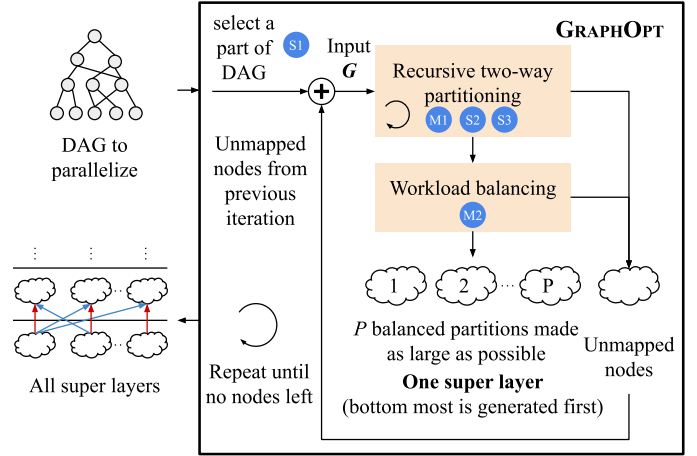 GRAPHOPT
select a
part of
DAG
S1
Input
G
Recursive two-way
partitioning
M1 S2 S3
DAG to
parallelize
Unmapped
nodes from
previous
iteration
Workload balancing
M2
1 2 P
P balanced partitions made
as large as possible
One super layer
(bottom most is generated first)
Unmapped
nodes
Repeat until
no nodes left
All super layers